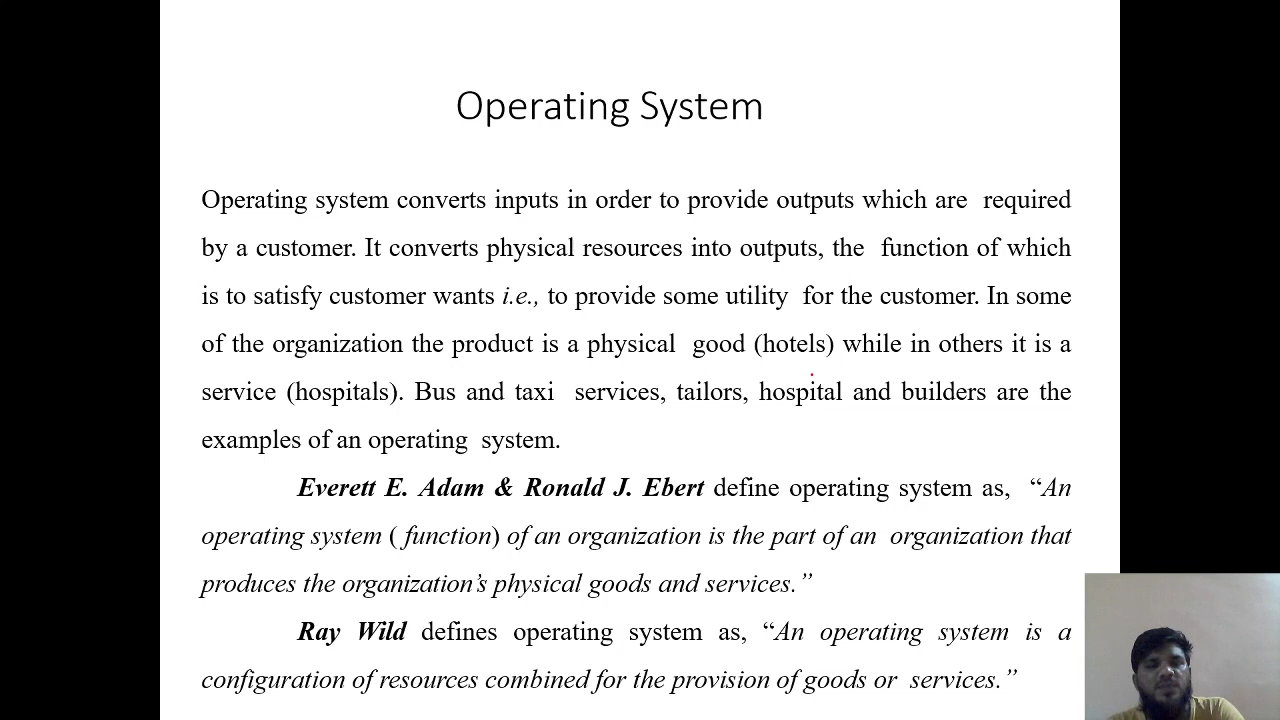 Operating System
Operating system converts inputs in order to provide outputs which are required
by a customer. It converts physical resources into outputs, the function of which
is to satisfy customer wants i.e., to provide some utility for the customer. In some
of the organization the product is a physical good (hotels) while in others it is a
service (hospitals). Bus and taxi services, tailors, hospital and builders are the
examples of an operating system.
Everett E. Adam & Ronald J. Ebert define operating system as, “An
operating system ( function) of an organization is the part of an organization that
produces the organization’s physical goods and services.”
Ray Wild defines operating system as, “An operating system is a
configuration of resources combined for the provision of goods or services.”